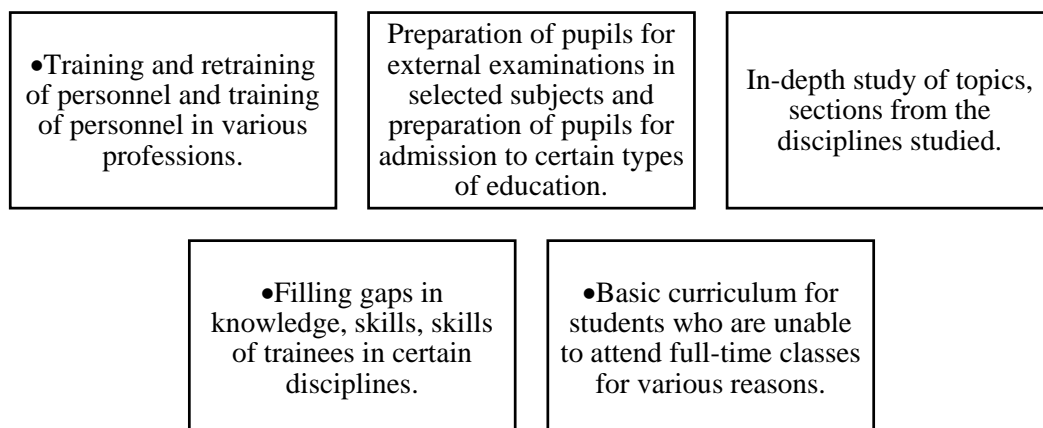 •Training and retraining
of personnel and training
of personnel in various
professions.
Preparation of pupils for
external examinations in
selected subjects and
preparation of pupils for
admission to certain types
of education.
In-depth study of topics,
sections from the
disciplines studied.
•Filling gaps in
knowledge, skills, skills
of trainees in certain
disciplines.
•Basic curriculum for
students who are unable
to attend full-time classes
for various reasons.